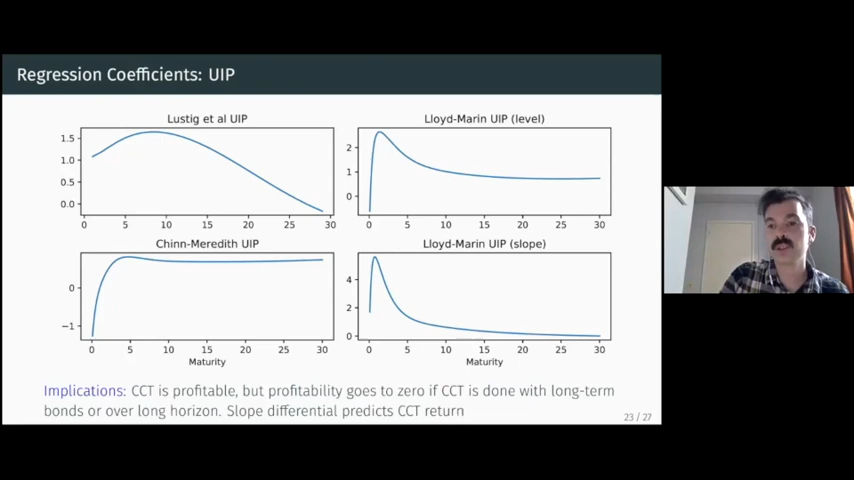 Regression Coefficients: UIP
Lustig et al UIP
1.5
1.0
0.5
0.0
0 5 10 15 20 25 30
Lloyd-Marin UIP (level)
2
1
0
0 5 10 15 20 25 30
Chinn-Meredith UIP
0
−1
0 5 10 15 20 25 30
Maturity
Lloyd-Marin UIP (slope)
4
2
0
0 5 10 15 20 25 30
Maturity
Implications: CCT is profitable, but profitability goes to zero if CCT is done with long-term
bonds or over long horizon. Slope differential predicts CCT return
23 / 27